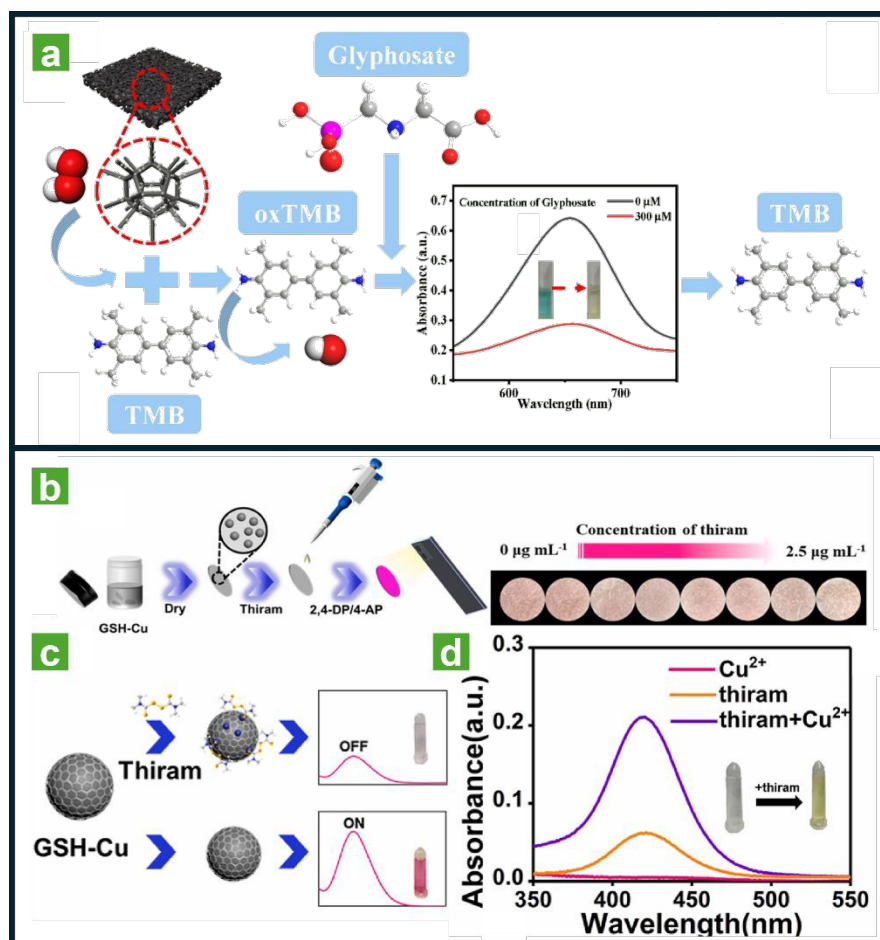 a
Glyphosate
oxTMB
TMB
TMB
Concentration of Glyphosate
0 μM
300 μM
0.7
0.6
0.5
0.4
0.3
0.2
0.1
Absorbance (a.u.)
600
700
Wavelength (nm)
b
GSH-Cu
Dry
Thiram
2,4-DP/4-AP
Concentration of thiram
0 μg mL⁻¹
2.5 μg mL⁻¹
c
GSH-Cu
Thiram
OFF
ON
d
0.3
0.2
0.1
0.0
Absorbance(a.u.)
Cu²⁺
thiram
thiram+Cu²⁺
+thiram
350
400
450
500
550
Wavelength(nm)